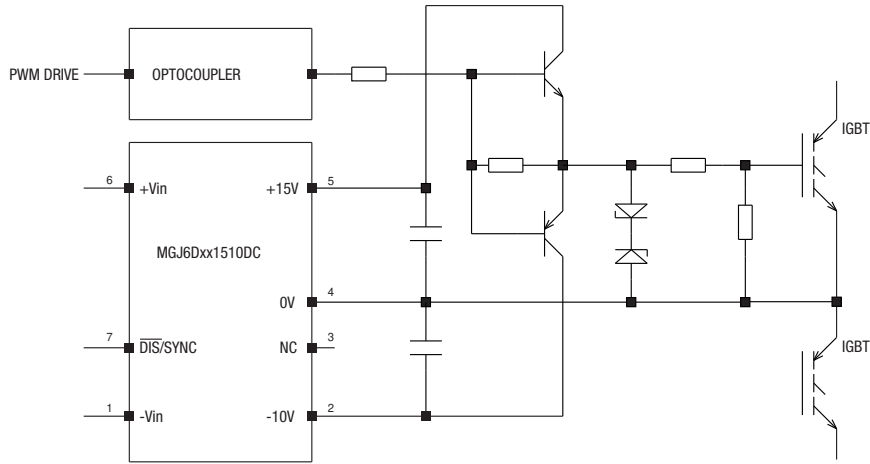 PWM DRIVE
OPTOCOUPLER
IGBT
6
+Vin
+15V
5
MGJ6Dxx1510DC
0V
4
7
DIS/SYNC
NC
3
IGBT
1
-Vin
-10V
2